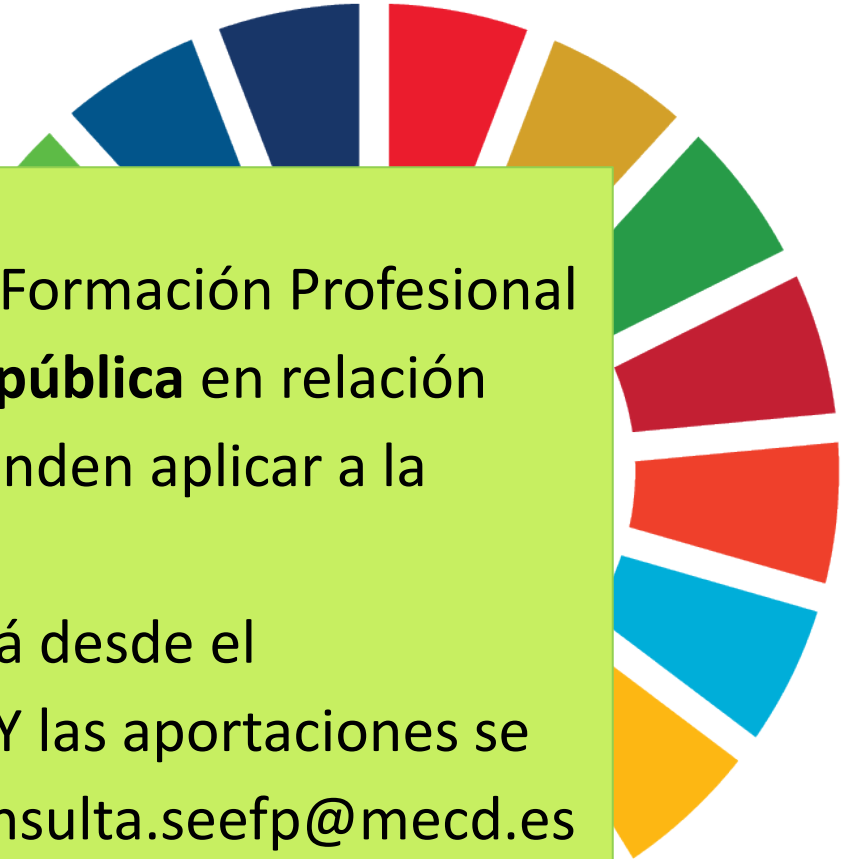 Formación Profesional
pública en relación
nden aplicar a la
á desde el
Y las aportaciones se
nsulta.seefp@mecd.es